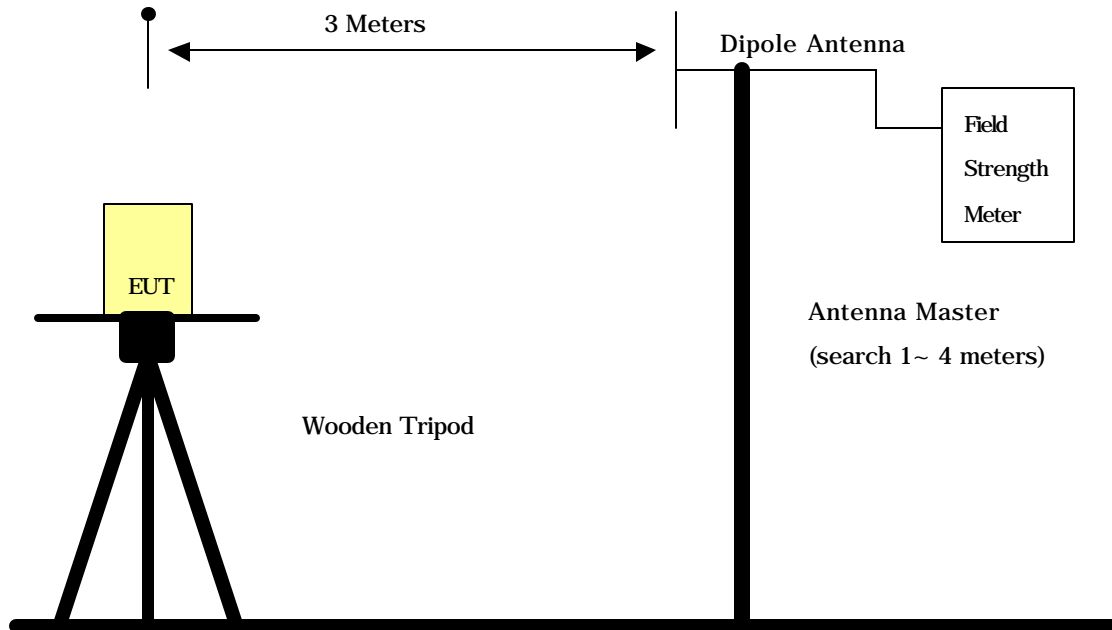 3 Meters
Dipole Antenna
Field
Strength
Meter
EUT
Antenna Master
(search 1~ 4 meters)
Wooden Tripod